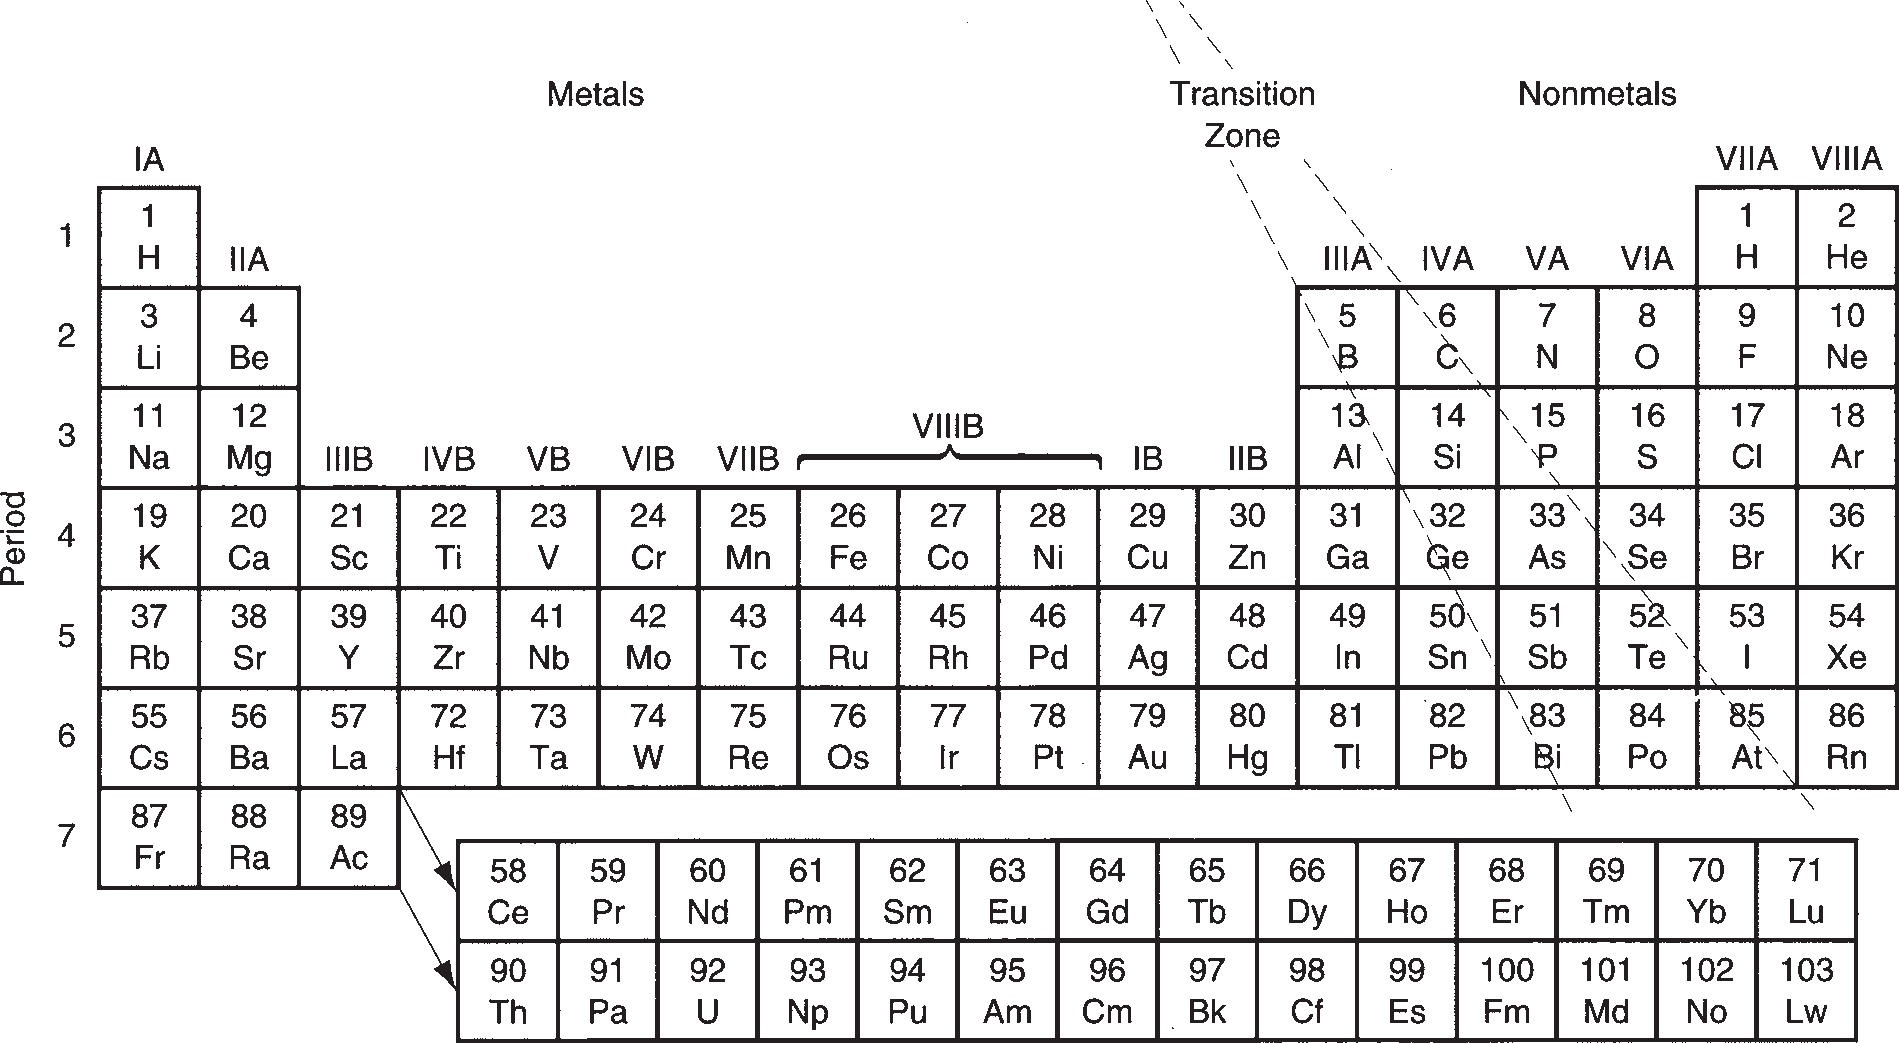 Metals Transition Nonmetals
Zone
IA VIIA VIIIA
1 1 1 2
H IIA IIIA IVA VA VIA H He
2 3 4 5 6 7 8 9 10
Li Be B C N O F Ne
3 11 12 VIIIB 13 14 15 16 17 18
Na Mg IIIB IVB VB VIB VIIB IB IIB Al Si P S Cl Ar
Period
4 19 20 21 22 23 24 25 26 27 28 29 30 31 32 33 34 35 36
K Ca Sc Ti V Cr Mn Fe Co Ni Cu Zn Ga Ge As Se Br Kr
5 37 38 39 40 41 42 43 44 45 46 47 48 49 50 51 52 53 54
Rb Sr Y Zr Nb Mo Tc Ru Rh Pd Ag Cd In Sn Sb Te I Xe
6 55 56 57 72 73 74 75 76 77 78 79 80 81 82 83 84 85 86
Cs Ba La Hf Ta W Re Os Ir Pt Au Hg Tl Pb Bi Po At Rn
7 87 88 89
Fr Ra Ac
58 59 60 61 62 63 64 65 66 67 68 69 70 71
Ce Pr Nd Pm Sm Eu Gd Tb Dy Ho Er Tm Yb Lu
90 91 92 93 94 95 96 97 98 99 100 101 102 103
Th Pa U Np Pu Am Cm Bk Cf Es Fm Md No Lw